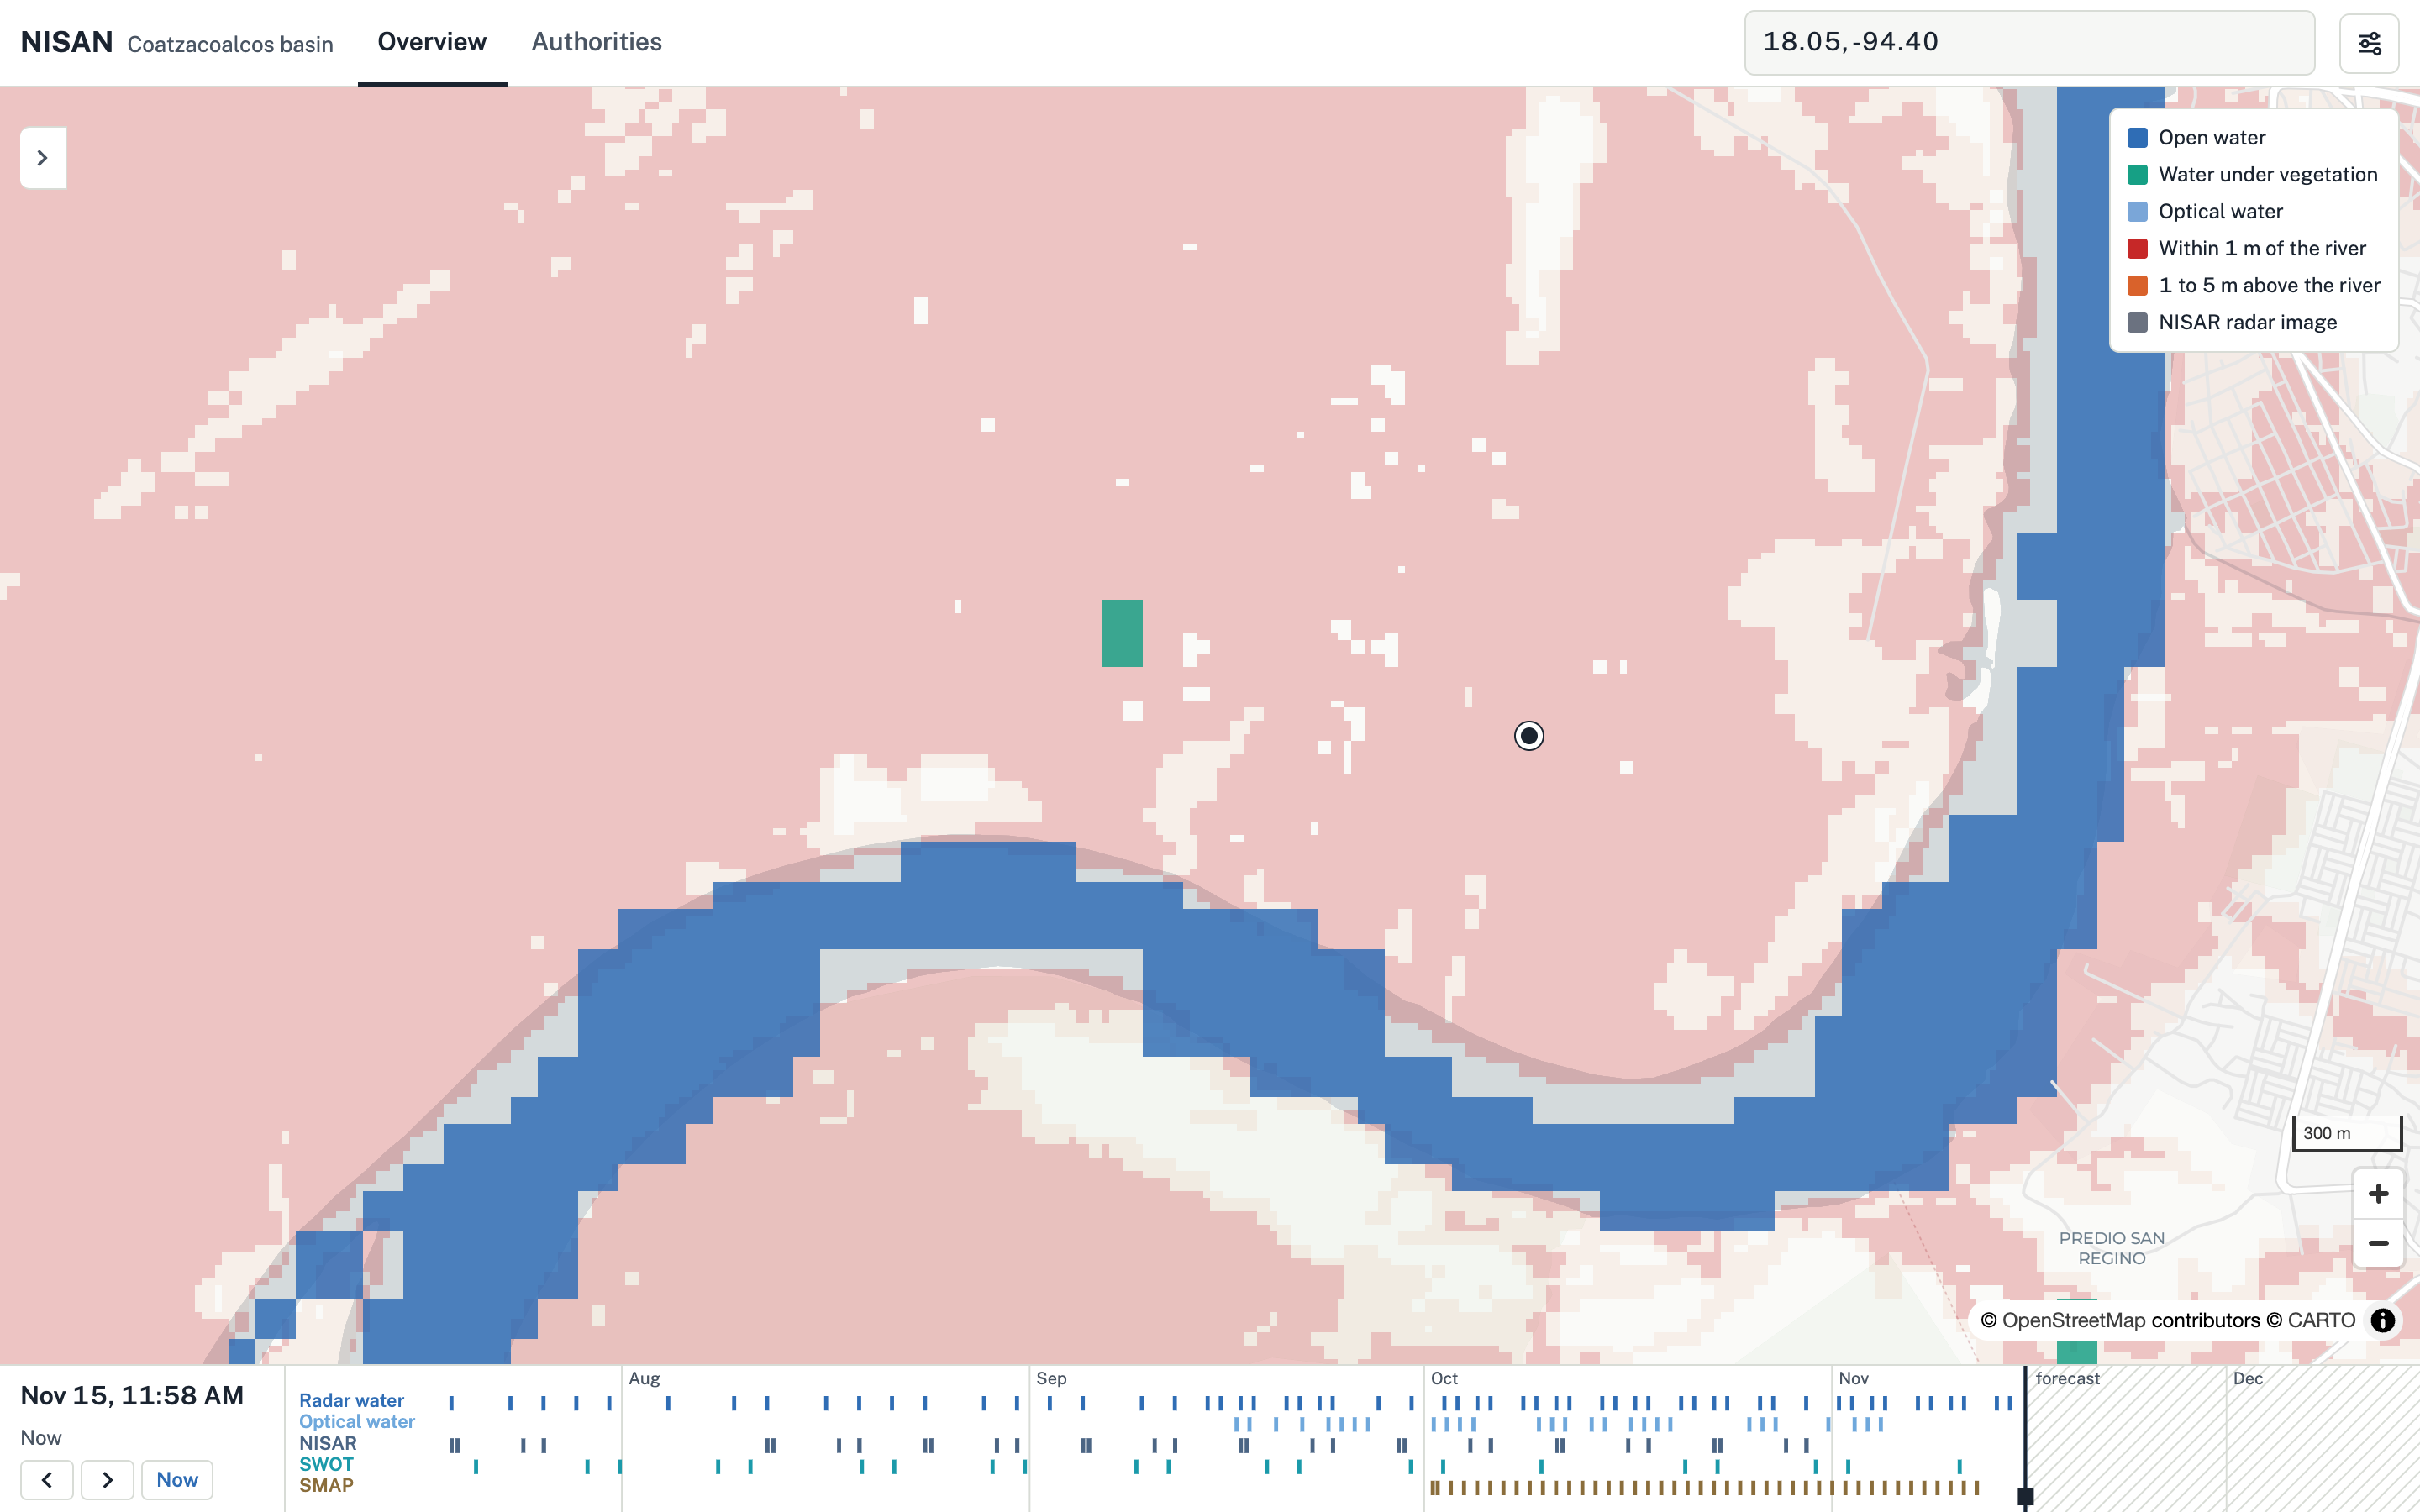 NISAN Coatzacoalcos basin Overview Authorities 18.05,-94.40
Open water
Water under vegetation
Optical water
Within 1 m of the river
1 to 5 m above the river
NISAR radar image
300 m
PREDIO SAN
REGINO
© OpenStreetMap contributors © CARTO
Nov 15, 11:58 AM
Now
Now
Radar water
Optical water
NISAR
SWOT
SMAP
Aug Sep Oct Nov forecast Dec